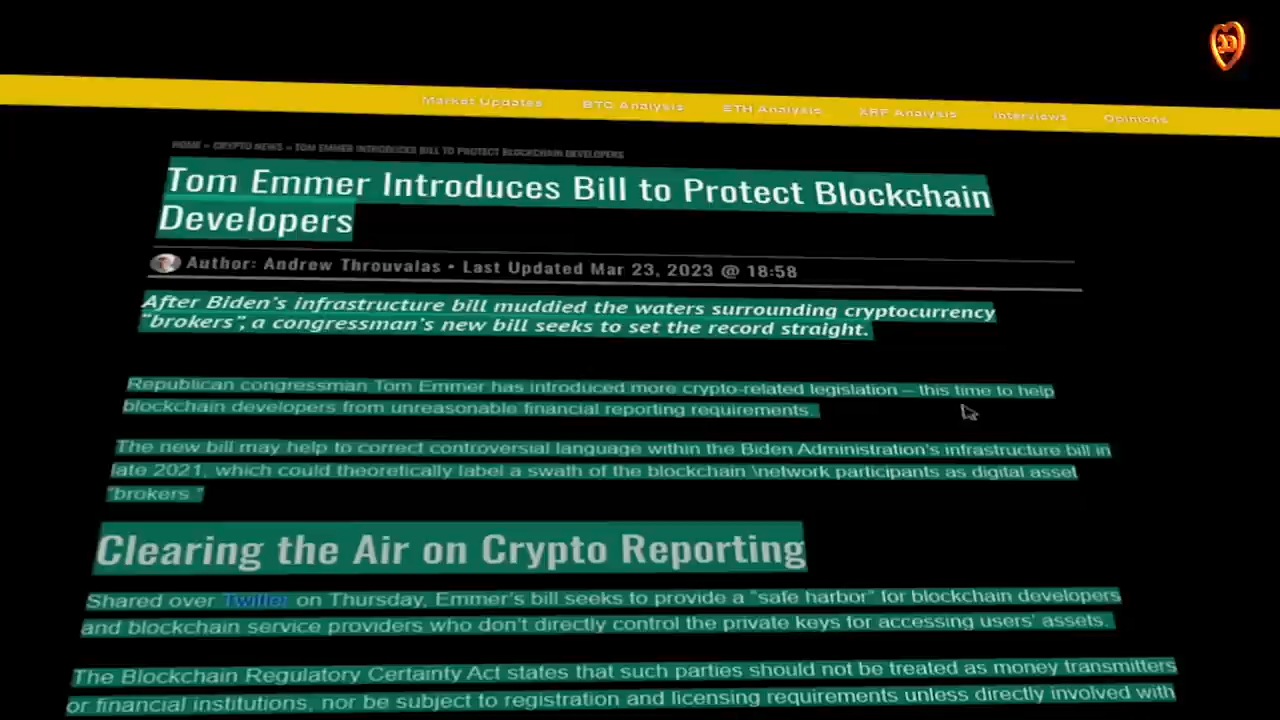 Market Updates BTC Analysis ETH Analysis XRP Analysis Interviews Opinions
HOME » CRYPTO NEWS » TOM EMMER INTRODUCES BILL TO PROTECT BLOCKCHAIN DEVELOPERS
Tom Emmer Introduces Bill to Protect Blockchain
Developers
Author: Andrew Throuvalas • Last Updated Mar 23, 2023 @ 18:58
After Biden's infrastructure bill muddied the waters surrounding cryptocurrency
"brokers", a congressman's new bill seeks to set the record straight.
Republican congressman Tom Emmer has introduced more crypto-related legislation – this time to help
blockchain developers from unreasonable financial reporting requirements.
The new bill may help to correct controversial language within the Biden Administration's infrastructure bill in
late 2021, which could theoretically label a swath of the blockchain \network participants as digital asset
"brokers."
Clearing the Air on Crypto Reporting
Shared over Twitter on Thursday, Emmer's bill seeks to provide a "safe harbor" for blockchain developers
and blockchain service providers who don't directly control the private keys for accessing users' assets.
The Blockchain Regulatory Certainty Act states that such parties should not be treated as money transmitters
or financial institutions, nor be subject to registration and licensing requirements unless directly involved with